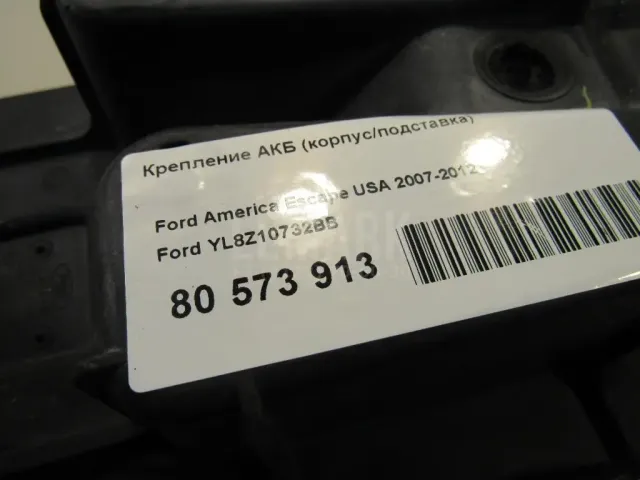 Крепление АКБ (корпус/подставка)
Ford America Escape USA 2007-2012
Ford YL8Z10732BB
80 573 913